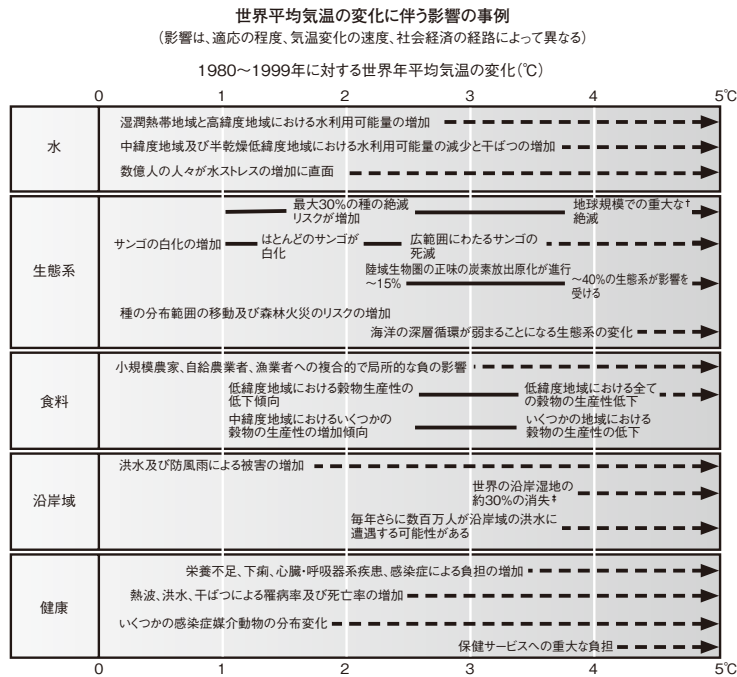 世界平均気温の変化に伴う影響の事例
(影響は、適応の程度、気温変化の速度、社会経済の経路によって異なる)
1980～1999年に対する世界年平均気温の変化(℃)
0 1 2 3 4 5℃
水
湿潤熱帯地域と高緯度地域における水利用可能量の増加
中緯度地域及び半乾燥低緯度地域における水利用可能量の減少と干ばつの増加
数億人の人々が水ストレスの増加に直面
生態系
最大30%の種の絶滅
リスクが増加
地球規模での重大な†
絶滅
サンゴの白化の増加
はとんどのサンゴが
白化
広範囲にわたるサンゴの
死滅
陸域生物圏の正味の炭素放出原化が進行
～15%
～40%の生態系が影響を
受ける
種の分布範囲の移動及び森林火災のリスクの増加
海洋の深層循環が弱まることになる生態系の変化
食料
小規模農家、自給農業者、漁業者への複合的で局所的な負の影響
低緯度地域における穀物生産性の
低下傾向
低緯度地域における全て
の穀物の生産性低下
中緯度地域におけるいくつかの
穀物の生産性の増加傾向
いくつかの地域における
穀物の生産性の低下
沿岸域
洪水及び防風雨による被害の増加
世界の沿岸湿地の
約30%の消失‡
毎年さらに数百万人が沿岸域の洪水に
遭遇する可能性がある
健康
栄養不足、下痢、心臓・呼吸器系疾患、感染症による負担の増加
熱波、洪水、干ばつによる罹病率及び死亡率の増加
いくつかの感染症媒介動物の分布変化
保健サービスへの重大な負担
0 1 2 3 4 5℃